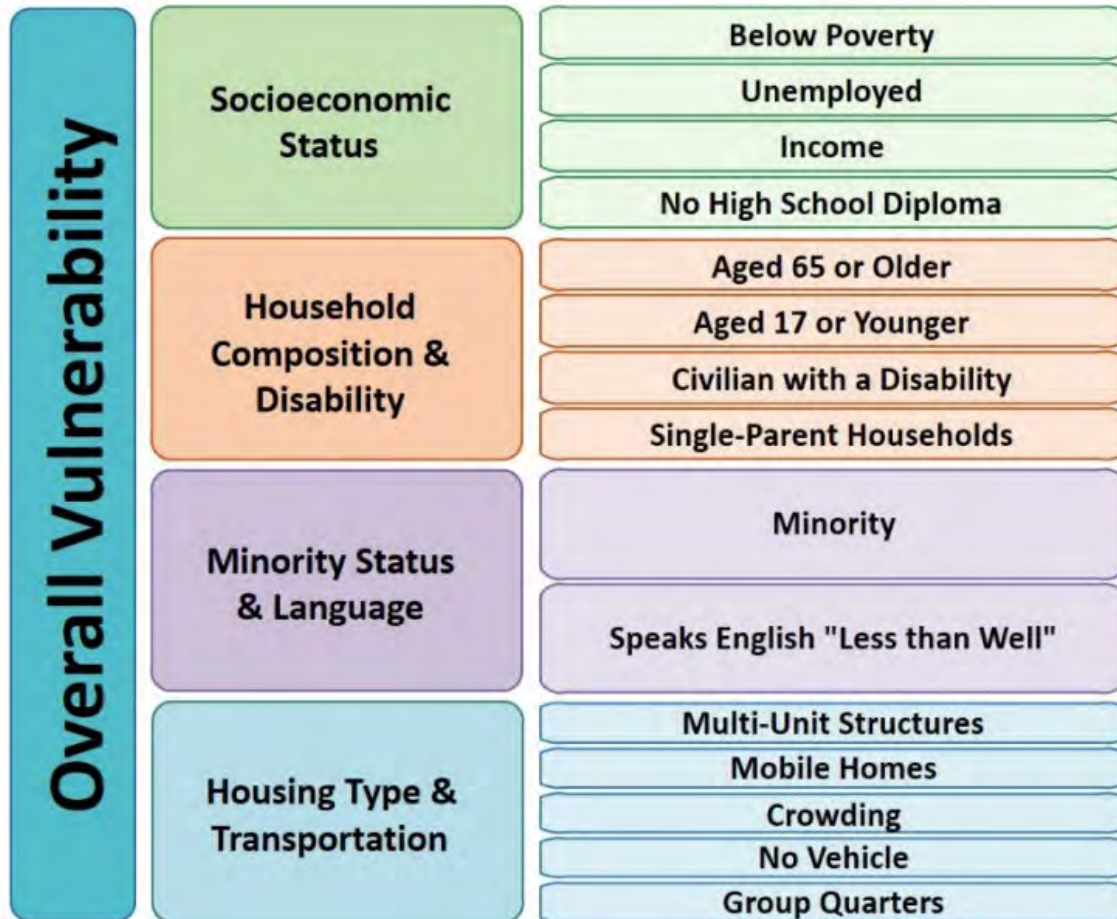 Overall Vulnerability
Socioeconomic
Status
Below Poverty
Unemployed
Income
No High School Diploma
Household
Composition &
Disability
Aged 65 or Older
Aged 17 or Younger
Civilian with a Disability
Single-Parent Households
Minority Status
& Language
Minority
Speaks English "Less than Well"
Housing Type &
Transportation
Multi-Unit Structures
Mobile Homes
Crowding
No Vehicle
Group Quarters